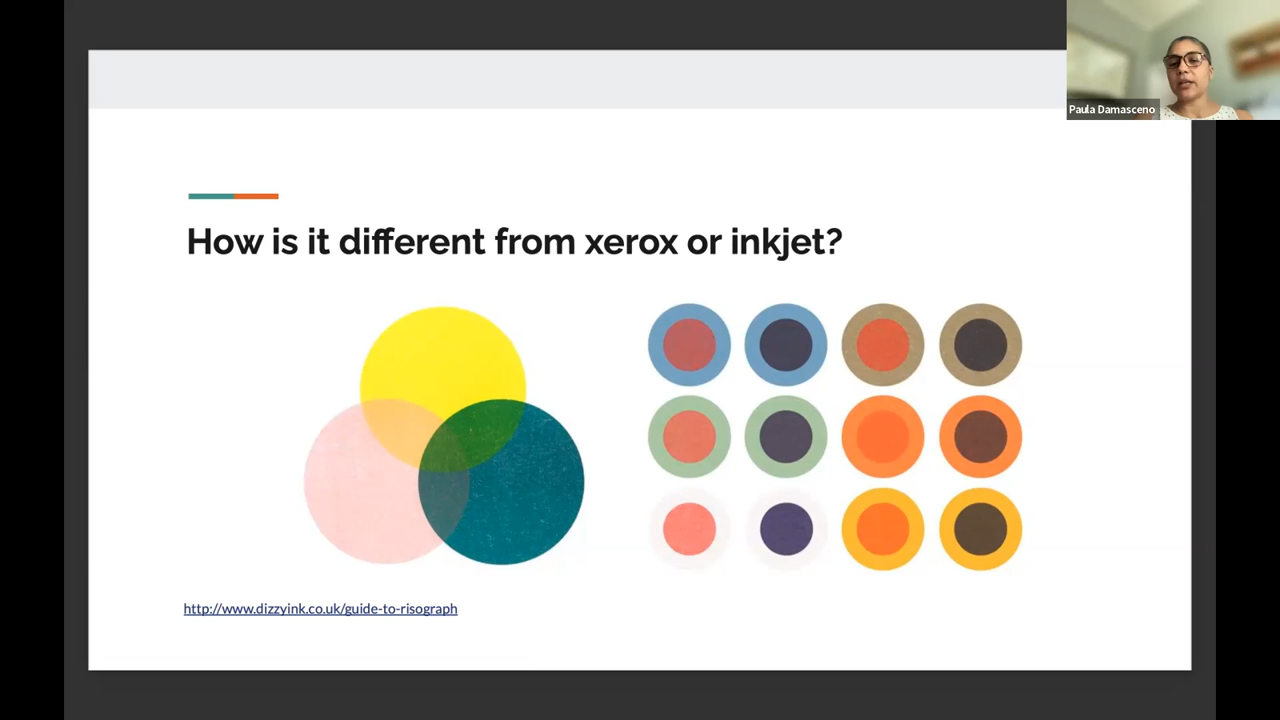 Paula Damasceno
How is it different from xerox or inkjet?
http://www.dizzyink.co.uk/guide-to-risograph